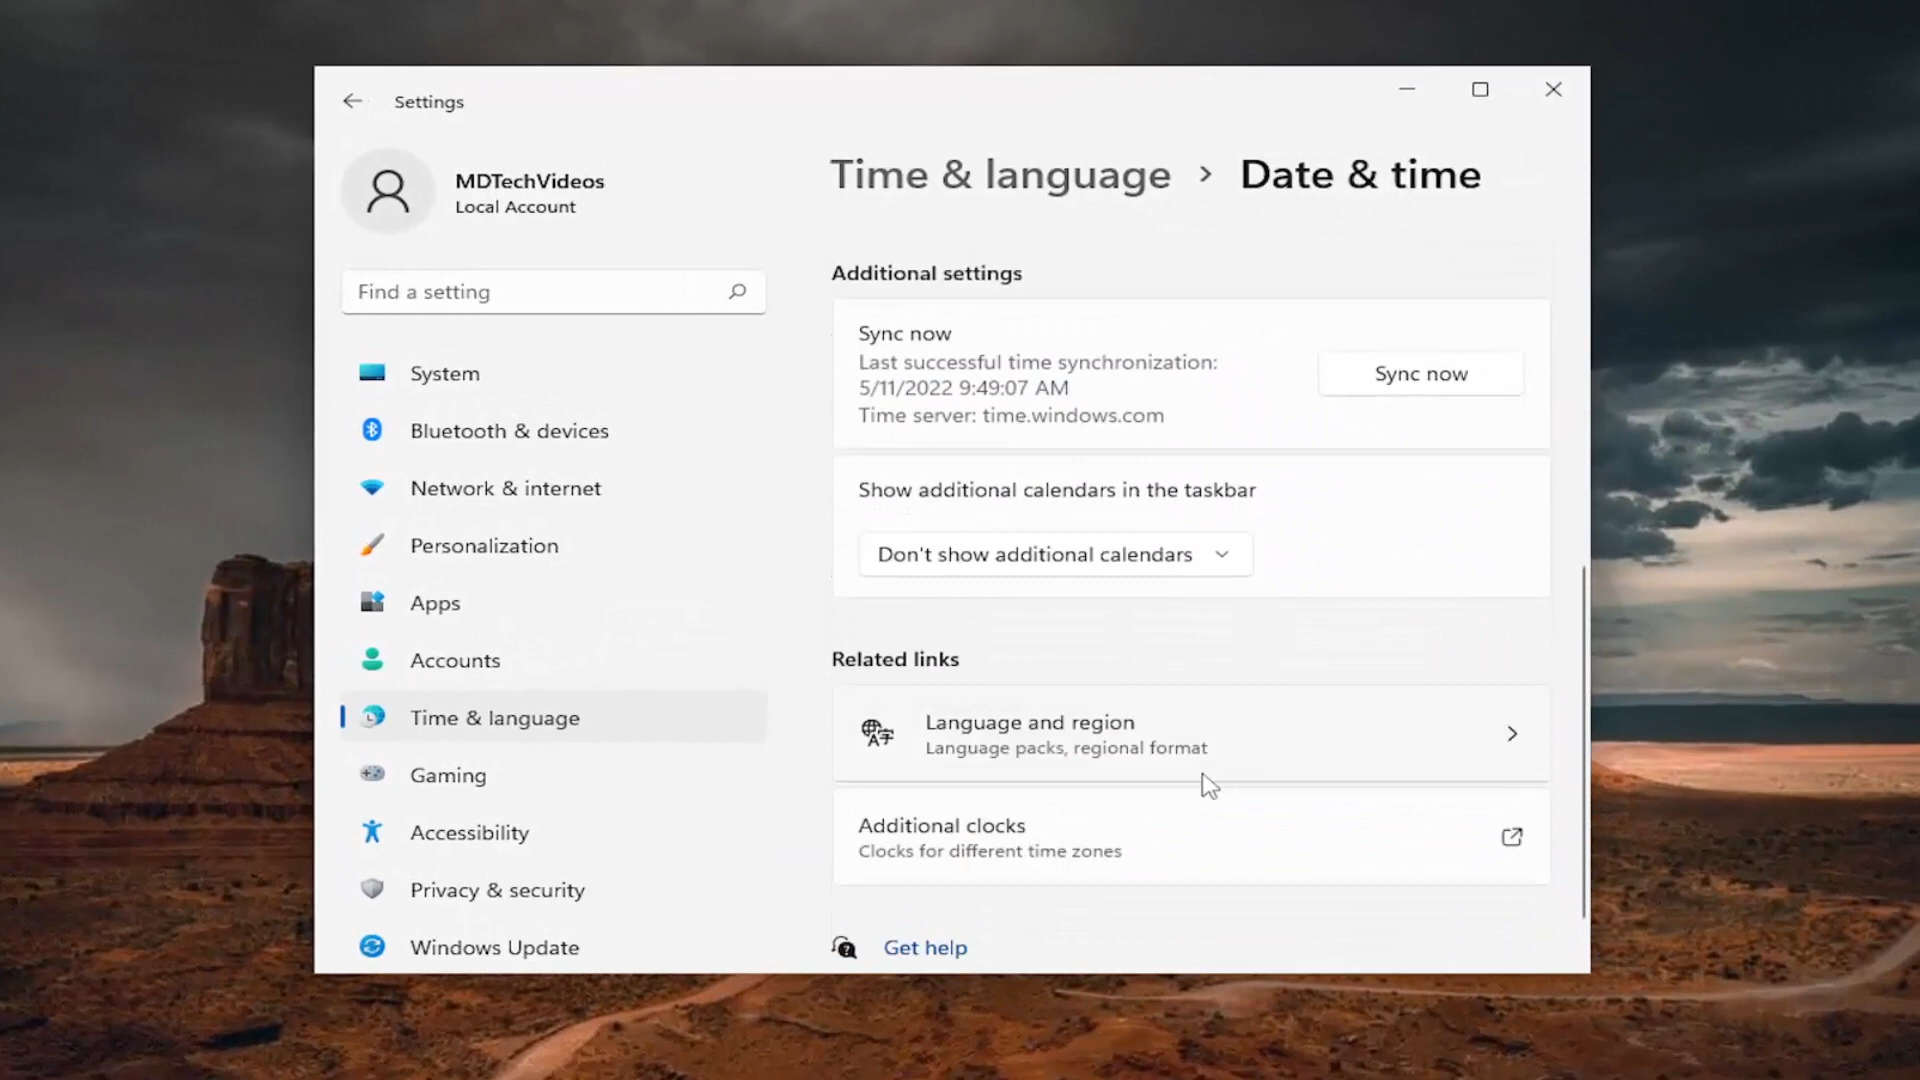 Settings
MDTechVideos
Local Account
Find a setting
System
Bluetooth & devices
Network & internet
Personalization
Apps
Accounts
Time & language
Gaming
Accessibility
Privacy & security
Windows Update
Time & language > Date & time
Additional settings
Sync now
Last successful time synchronization:
5/11/2022 9:49:07 AM
Time server: time.windows.com
Sync now
Show additional calendars in the taskbar
Don't show additional calendars
Related links
Language and region
Language packs, regional format
Additional clocks
Clocks for different time zones
Get help